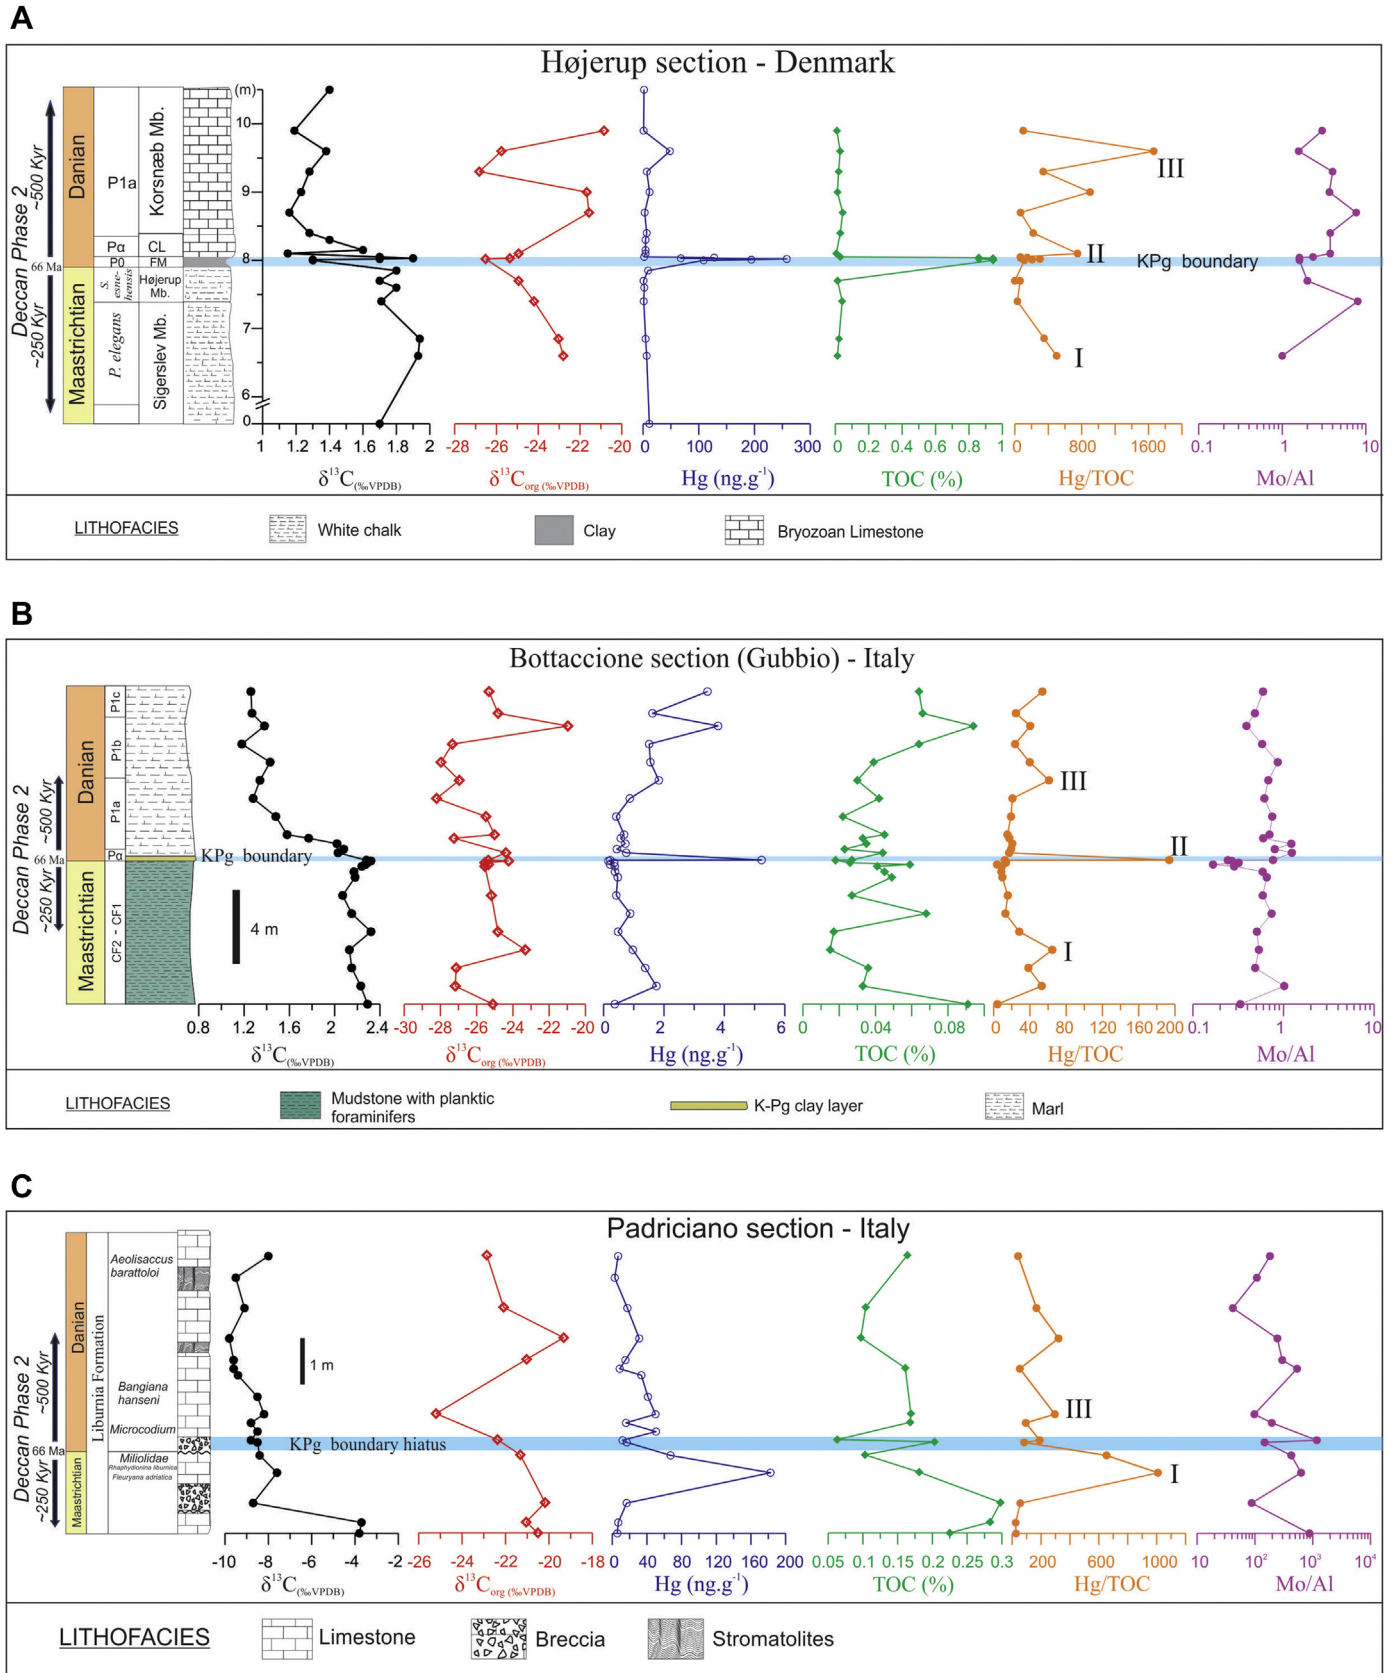 A
Højerup section - Denmark
Deccan Phase 2
~500 Kyr
~250 Kyr
66 Ma
Danian
Maastrichtian
P1a
Pα
P0
S. esne-hensis
P. elegans
Korsnæb Mb.
CL
FM
Højerup Mb.
Sigerslev Mb.
(m)
10
9
8
7
6
0
KPg boundary
I
II
III
1 1.2 1.4 1.6 1.8 2
-28 -26 -24 -22 -20
0 100 200 300
0 0.2 0.4 0.6 0.8 1
0 800 1600
0.1 1 10
δ¹³C(‰VPDB)
δ¹³Corg (‰VPDB)
Hg (ng.g⁻¹)
TOC (%)
Hg/TOC
Mo/Al
LITHOFACIES
White chalk
Clay
Bryozoan Limestone
B
Bottaccione section (Gubbio) - Italy
Deccan Phase 2
~500 Kyr
~250 Kyr
66 Ma
Danian
Maastrichtian
P1c
P1b
P1a
Pα
CF2 - CF1
KPg boundary
4 m
I
II
III
0.8 1.2 1.6 2 2.4
-30 -28 -26 -24 -22 -20
0 2 4 6
0 0.04 0.08
0 40 80 120 160 200
0.1 1 10
δ¹³C(‰VPDB)
δ¹³Corg (‰VPDB)
Hg (ng.g⁻¹)
TOC (%)
Hg/TOC
Mo/Al
LITHOFACIES
Mudstone with planktic
foraminifers
K-Pg clay layer
Marl
C
Padriciano section - Italy
Deccan Phase 2
~500 Kyr
~250 Kyr
66 Ma
Danian
Maastrichtian
Liburnia Formation
Aeolisaccus
barattoloi
Bangiana
hanseni
Microcodium
Miliolidae
Rhaphydionina liburnica
Fleuryana adriatica
1 m
KPg boundary hiatus
I
III
-10 -8 -6 -4 -2
-26 -24 -22 -20 -18
0 40 80 120 160 200
0.05 0.1 0.15 0.2 0.25 0.3
200 600 1000
10 10² 10³ 10⁴
δ¹³C(‰VPDB)
δ¹³Corg (‰VPDB)
Hg (ng.g⁻¹)
TOC (%)
Hg/TOC
Mo/Al
LITHOFACIES
Limestone
Breccia
Stromatolites